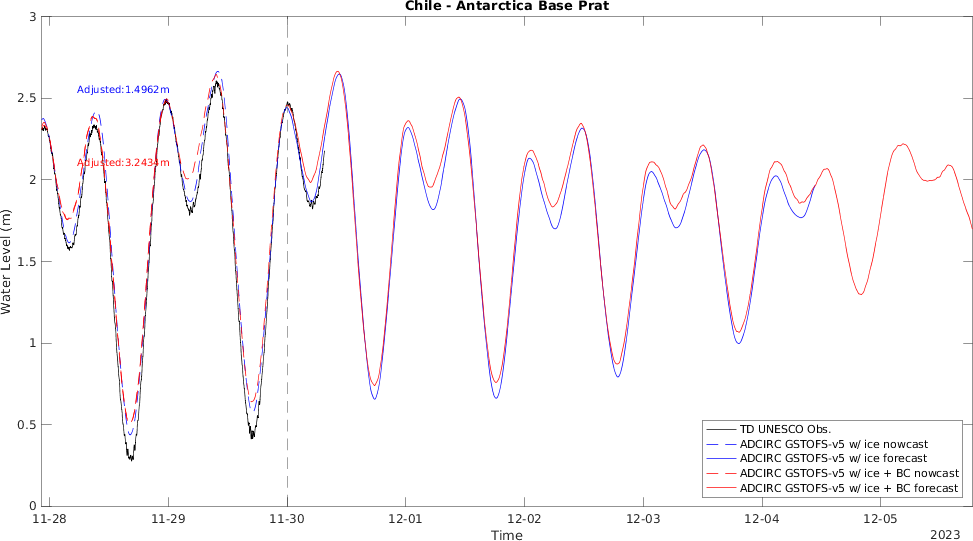 Chile - Antarctica Base Prat
3
2.5
2
1.5
1
0.5
0
Water Level (m)
Adjusted:1.4962m
Adjusted:3.2434m
TD UNESCO Obs.
ADCIRC GSTOFS-v5 w/ ice nowcast
ADCIRC GSTOFS-v5 w/ ice forecast
ADCIRC GSTOFS-v5 w/ ice + BC nowcast
ADCIRC GSTOFS-v5 w/ ice + BC forecast
11-28 11-29 11-30 12-01 12-02 12-03 12-04 12-05
Time
2023